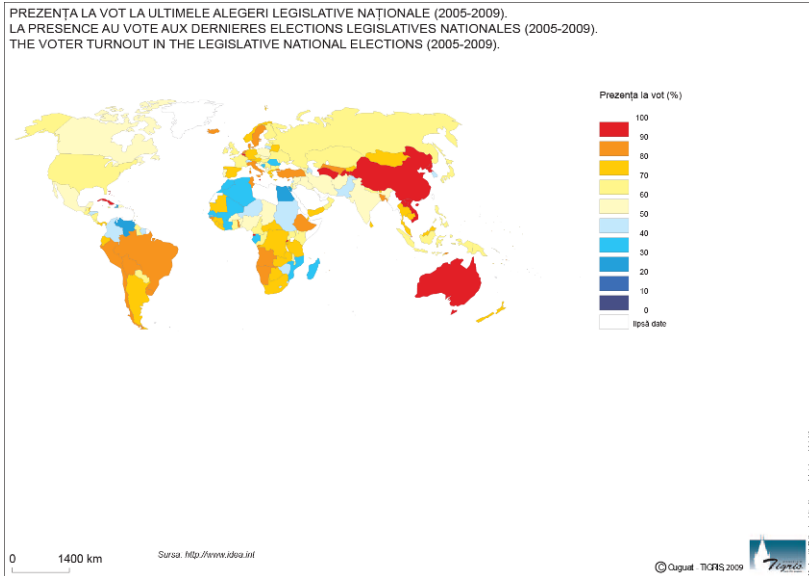 PREZENȚA LA VOT LA ULTIMELE ALEGERI LEGISLATIVE NAȚIONALE (2005-2009).
LA PRESENCE AU VOTE AUX DERNIERES ELECTIONS LEGISLATIVES NATIONALES (2005-2009).
THE VOTER TURNOUT IN THE LEGISLATIVE NATIONAL ELECTIONS (2005-2009).
Prezența la vot (%)
100
90
80
70
60
50
40
30
20
10
0
lipsă date
0 1400 km
Sursa: http://www.idea.int
© Cuguat - TIGRIS, 2009
Tigris